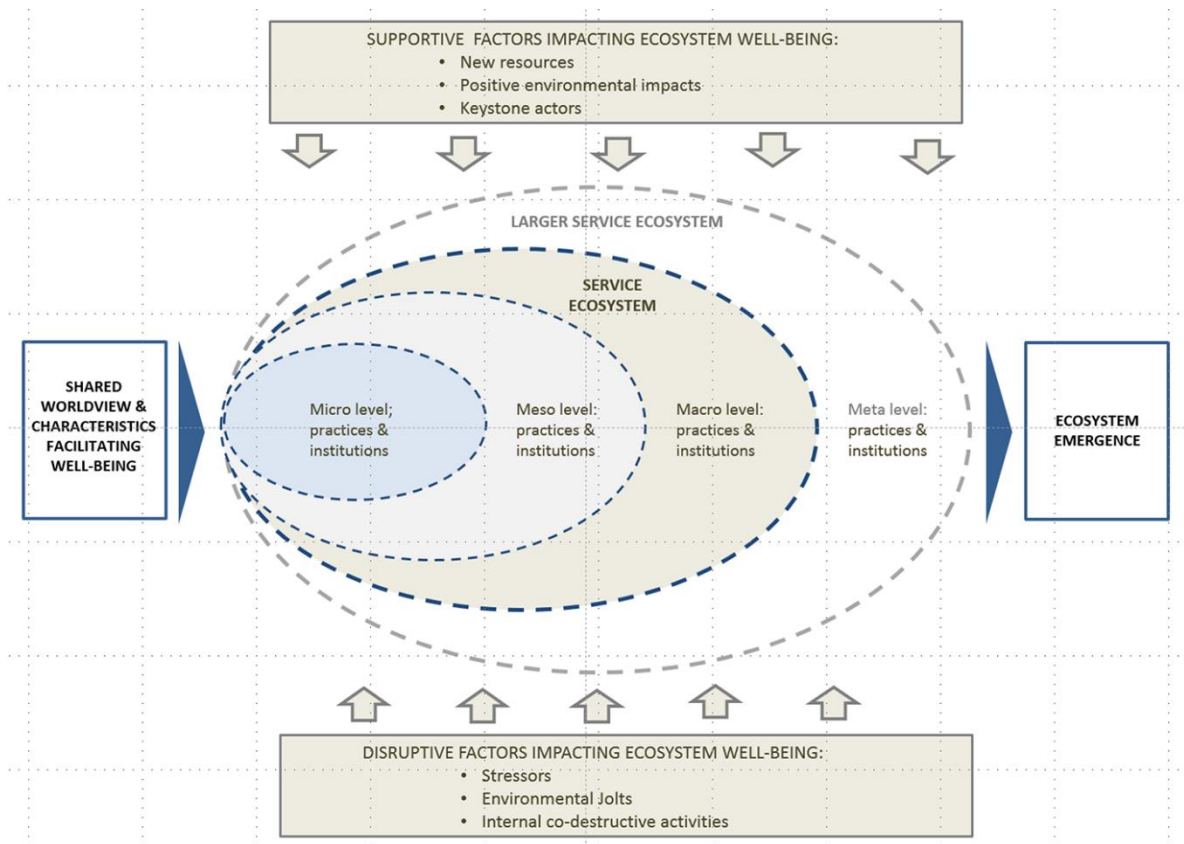 SUPPORTIVE FACTORS IMPACTING ECOSYSTEM WELL-BEING:
• New resources
• Positive environmental impacts
• Keystone actors
LARGER SERVICE ECOSYSTEM
SERVICE
ECOSYSTEM
SHARED
WORLDVIEW &
CHARACTERISTICS
FACILITATING
WELL-BEING
Micro level;
practices &
institutions
Meso level:
practices &
institutions
Macro level:
practices &
institutions
Meta level:
practices &
institutions
ECOSYSTEM
EMERGENCE
DISRUPTIVE FACTORS IMPACTING ECOSYSTEM WELL-BEING:
• Stressors
• Environmental Jolts
• Internal co-destructive activities